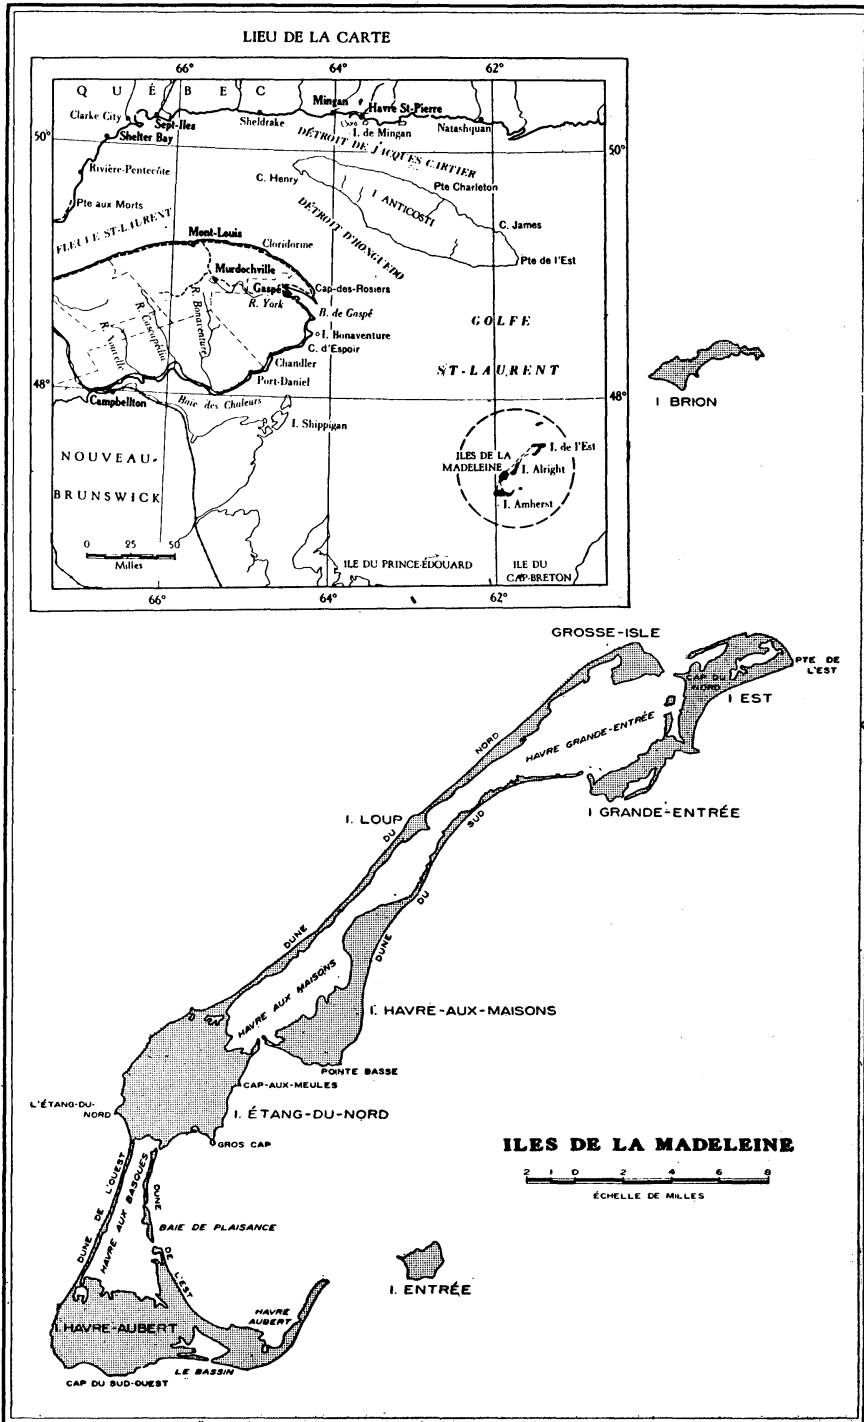 LIEU DE LA CARTE
66°
64°
62°
QUÉBEC
Clarke City
Sept-Iles
Shelter Bay
Sheldrake
Mingan
Havre St-Pierre
I. de Mingan
Natashquan
50°
50°
DÉTROIT DE JACQUES CARTIER
Rivière-Pentecôte
C. Henry
Pte Charleton
I ANTICOSTI
Pte aux Morts
C. James
FLEUVE ST-LAURENT
DÉTROIT D'HONGUEDO
Mont-Louis
Cloridorme
Pte de l'Est
Murdochville
Gaspé
Cap-des-Rosiers
R. York
B. de Gaspé
R. Bonaventure
R. Cascapédia
R. Nouvelle
I. Bonaventure
C. d'Espoir
GOLFE
ST-LAURENT
Chandler
Port-Daniel
48°
48°
Campbellton
Baie des Chaleurs
I. Shippigan
I. de l'Est
ILES DE LA
MADELEINE
I. Alright
I. Amherst
NOUVEAU-
BRUNSWICK
0 25 50
Milles
ILE DU PRINCE-ÉDOUARD
ILE DU
CAP-BRETON
66°
64°
62°
I BRION
GROSSE-ISLE
PTE DE
L'EST
CAP DU
NORD
I EST
HAVRE GRANDE-ENTRÉE
I GRANDE-ENTRÉE
I. LOUP
DUNE DU NORD
DUNE DU SUD
HAVRE AUX MAISONS
I. HAVRE-AUX-MAISONS
POINTE BASSE
CAP-AUX-MEULES
L'ÉTANG-DU-
NORD
I. ÉTANG-DU-NORD
GROS CAP
ILES DE LA MADELEINE
2 1 0 2 4 6 8
ÉCHELLE DE MILLES
DUNE DE L'OUEST
HAVRE AUX BASQUES
DUNE DE L'EST
BAIE DE PLAISANCE
I. ENTRÉE
HAVRE
AUBERT
I. HAVRE-AUBERT
LE BASSIN
CAP DU SUD-OUEST